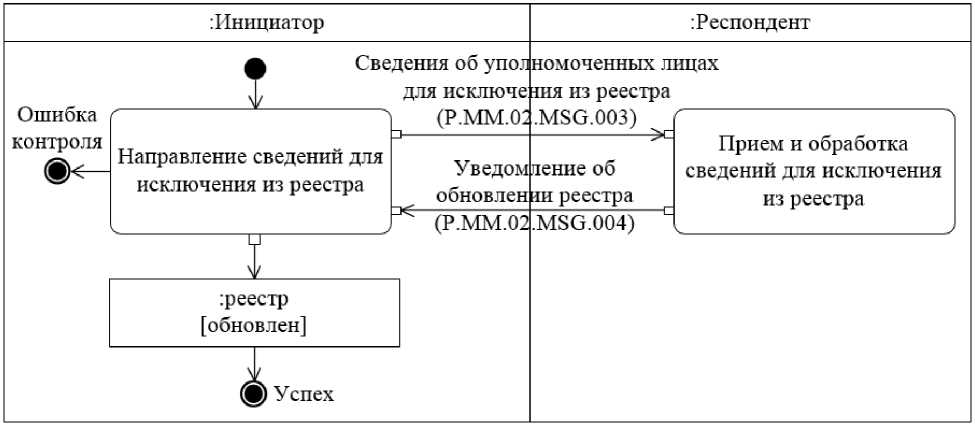 :Инициатор
:Респондент
Сведения об уполномоченных лицах
для исключения из реестра
(P.MM.02.MSG.003)
Ошибка
контроля
Направление сведений для
исключения из реестра
Уведомление об
обновлении реестра
(P.MM.02.MSG.004)
Прием и обработка
сведений для исключения
из реестра
:реестр
[обновлен]
Успех